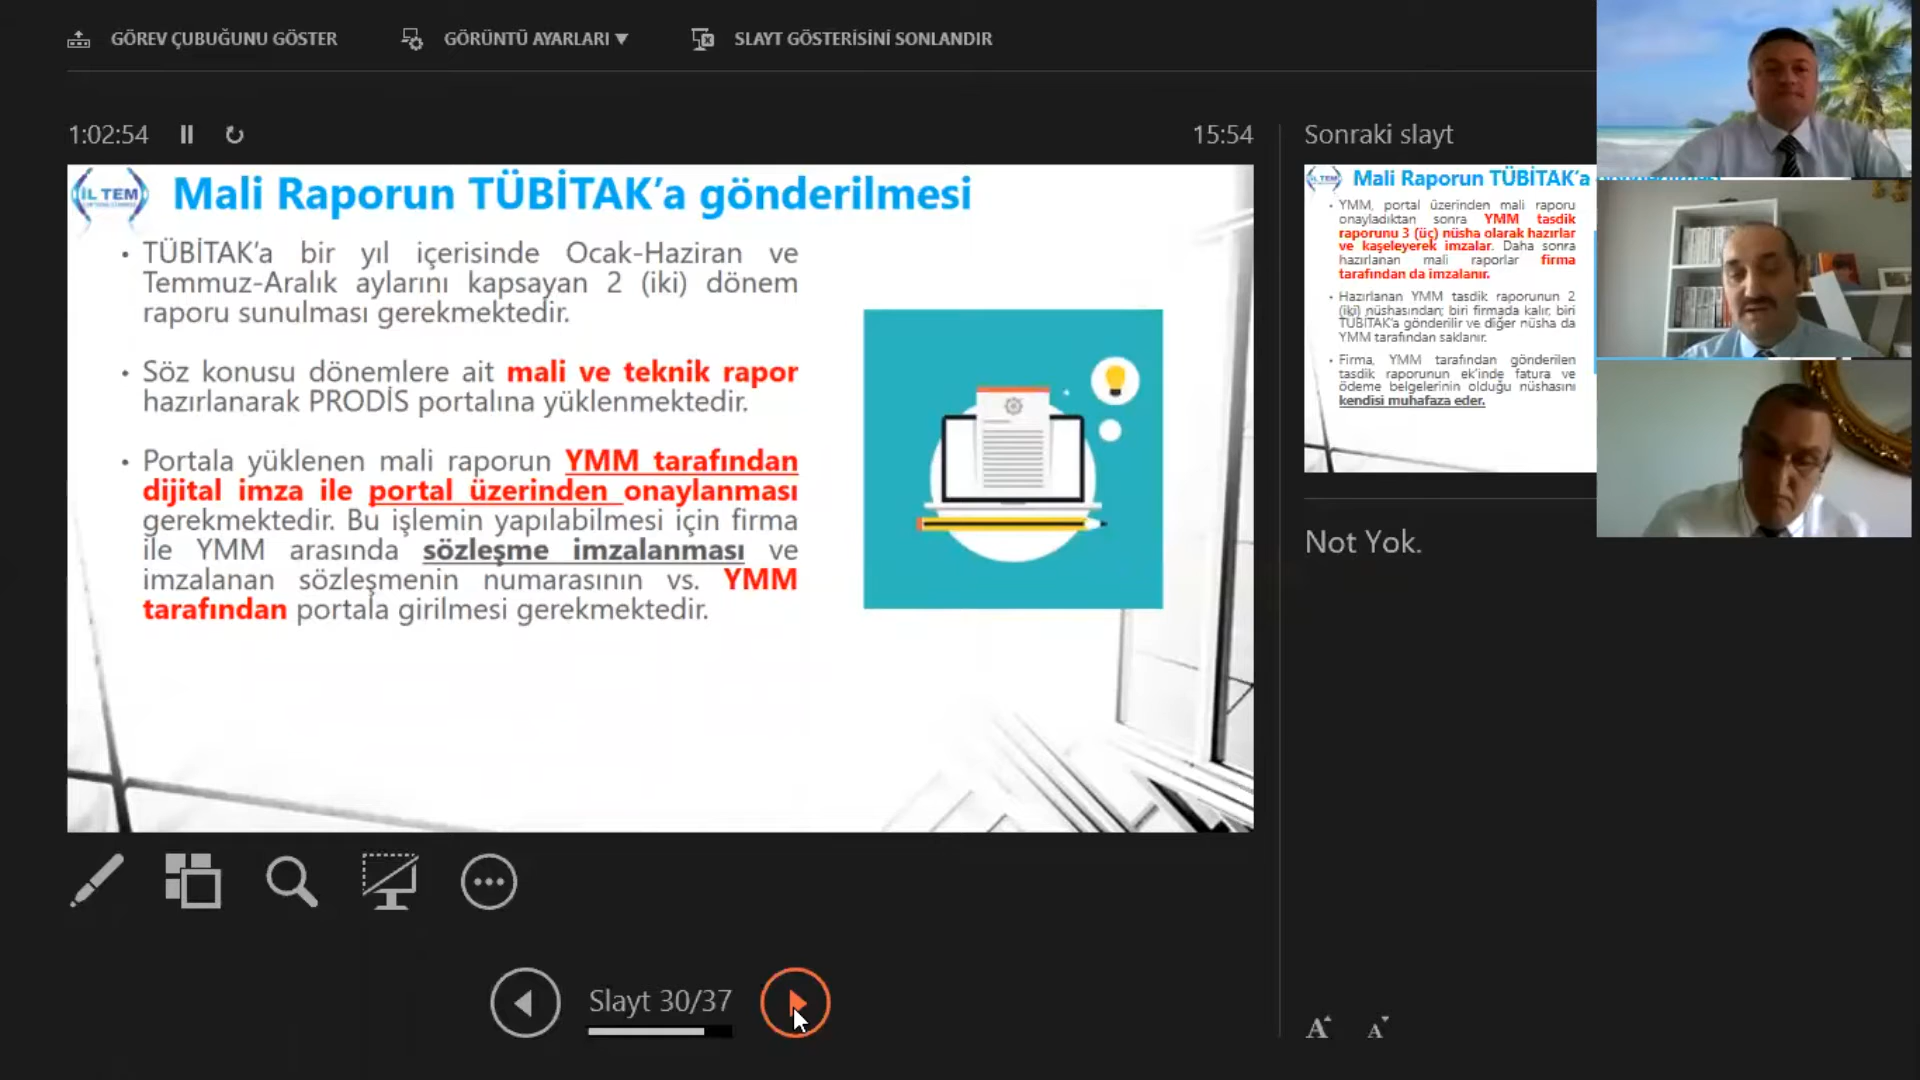 GÖREV ÇUBUĞUNU GÖSTER
GÖRÜNTÜ AYARLARI
SLAYT GÖSTERİSİNİ SONLANDIR
1:02:54
15:54
Sonraki slayt
İL TEM
Mali Raporun TÜBİTAK’a gönderilmesi
• TÜBİTAK’a bir yıl içerisinde Ocak-Haziran ve
Temmuz-Aralık aylarını kapsayan 2 (iki) dönem
raporu sunulması gerekmektedir.
• Söz konusu dönemlere ait mali ve teknik rapor
hazırlanarak PRODİS portalına yüklenmektedir.
• Portala yüklenen mali raporun YMM tarafından
dijital imza ile portal üzerinden onaylanması
gerekmektedir. Bu işlemin yapılabilmesi için firma
ile YMM arasında sözleşme imzalanması ve
imzalanan sözleşmenin numarasının vs. YMM
tarafından portala girilmesi gerekmektedir.
İL TEM
Mali Raporun TÜBİTAK’a
• YMM, portal üzerinden mali raporu
onayladıktan sonra YMM tasdik
raporunu 3 (üç) nüsha olarak hazırlar
ve kaşeleyerek imzalar. Daha sonra
hazırlanan mali raporlar firma
tarafından da imzalanır.
• Hazırlanan YMM tasdik raporunun 2
(iki) nüshasından; biri firmada kalır, biri
TÜBİTAK’a gönderilir ve diğer nüsha da
YMM tarafından saklanır.
• Firma, YMM tarafından gönderilen
tasdik raporunun ek’inde fatura ve
ödeme belgelerinin olduğu nüshasını
kendisi muhafaza eder.
Not Yok.
Slayt 30/37
A A